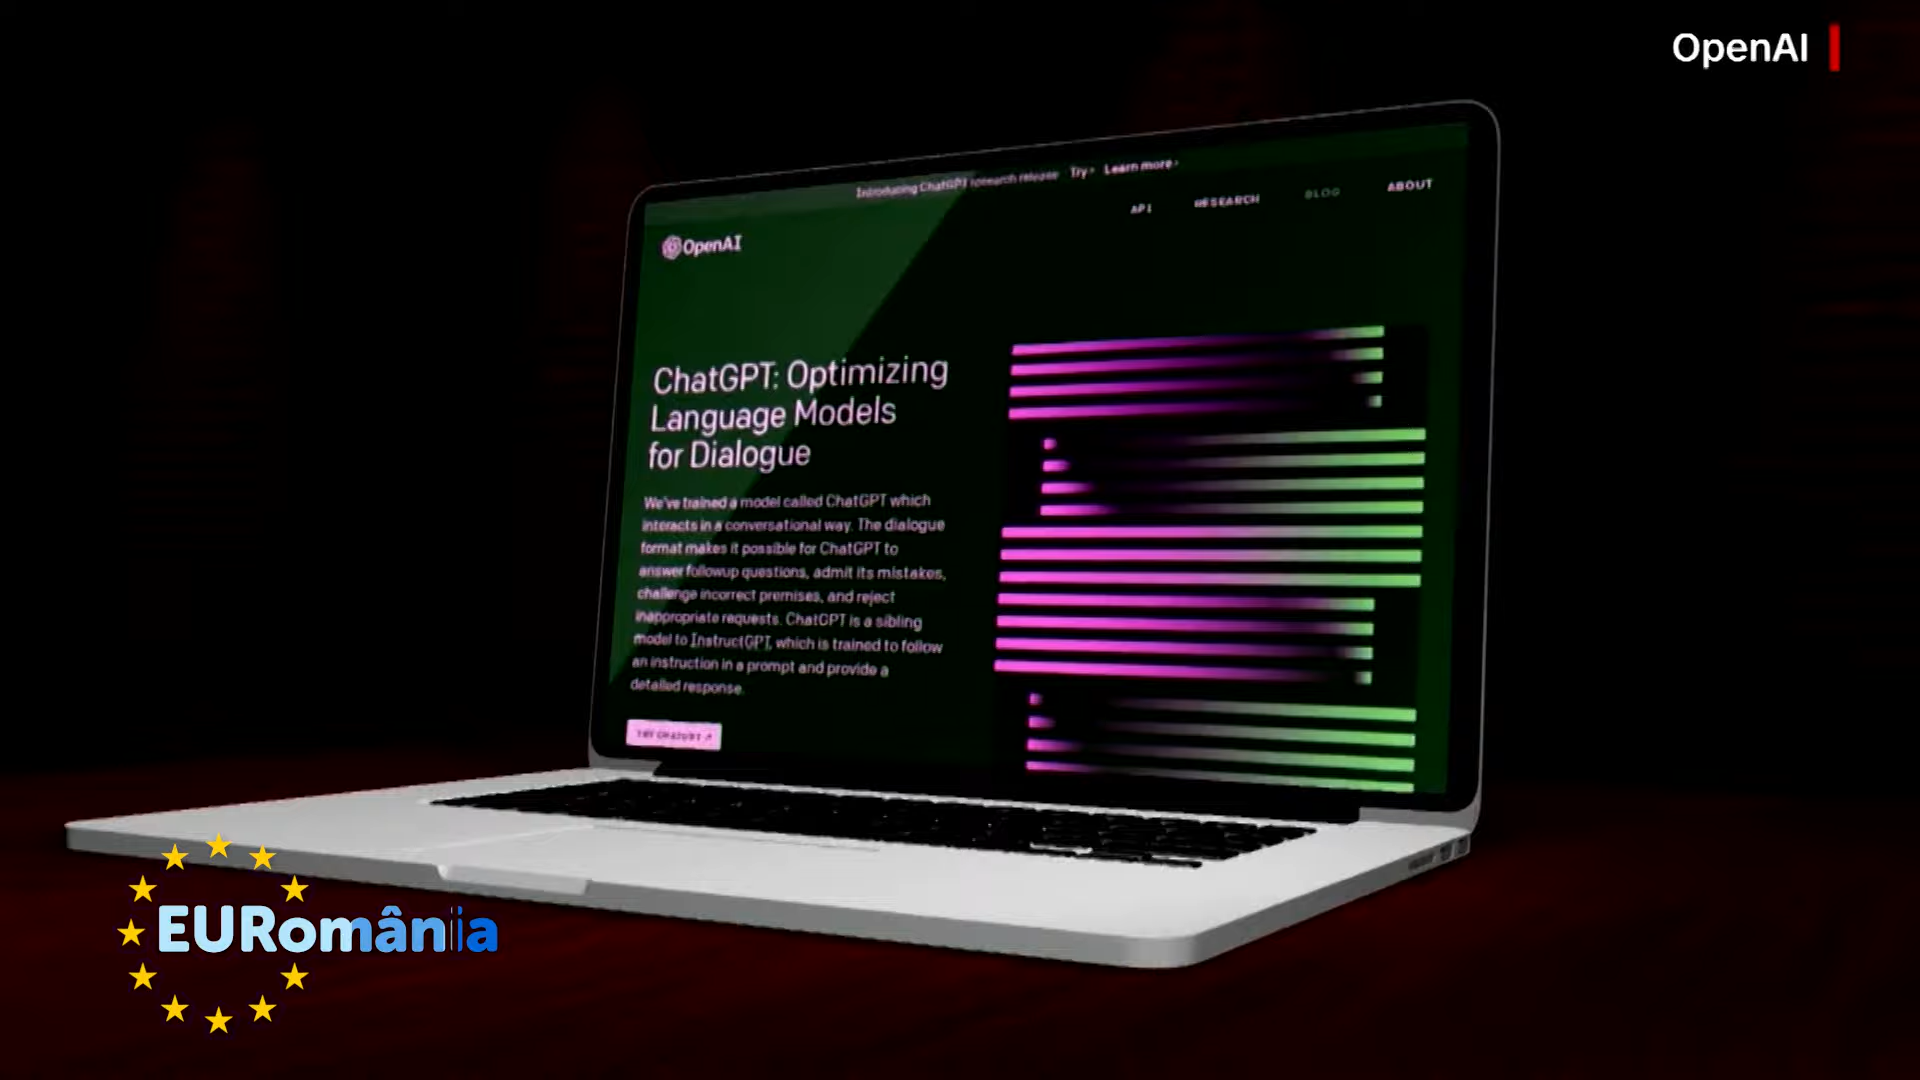 OpenAI
Introducing ChatGPT research release Try› Learn more›
API RESEARCH BLOG ABOUT
OpenAI
ChatGPT: Optimizing
Language Models
for Dialogue
We've trained a model called ChatGPT which
interacts in a conversational way. The dialogue
format makes it possible for ChatGPT to
answer followup questions, admit its mistakes,
challenge incorrect premises, and reject
inappropriate requests. ChatGPT is a sibling
model to InstructGPT, which is trained to follow
an instruction in a prompt and provide a
detailed response.
TRY CHATGPT ↗
EURomânia